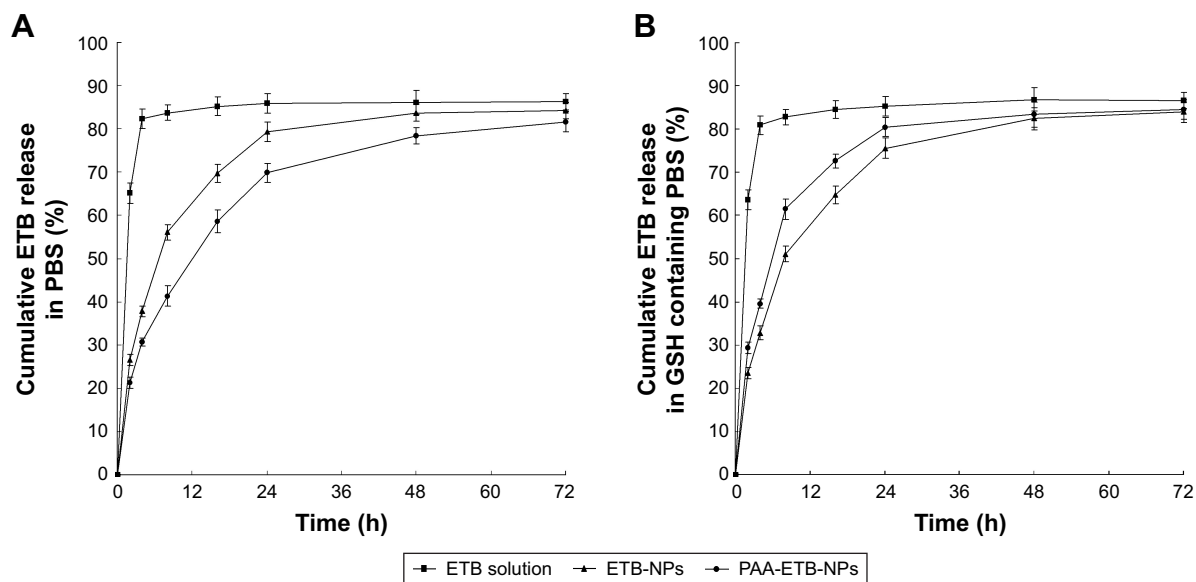 A
Cumulative ETB release
in PBS (%)
100
90
80
70
60
50
40
30
20
10
0
0 12 24 36 48 60 72
Time (h)
B
Cumulative ETB release
in GSH containing PBS (%)
100
90
80
70
60
50
40
30
20
10
0
0 12 24 36 48 60 72
Time (h)
ETB solution ETB-NPs PAA-ETB-NPs